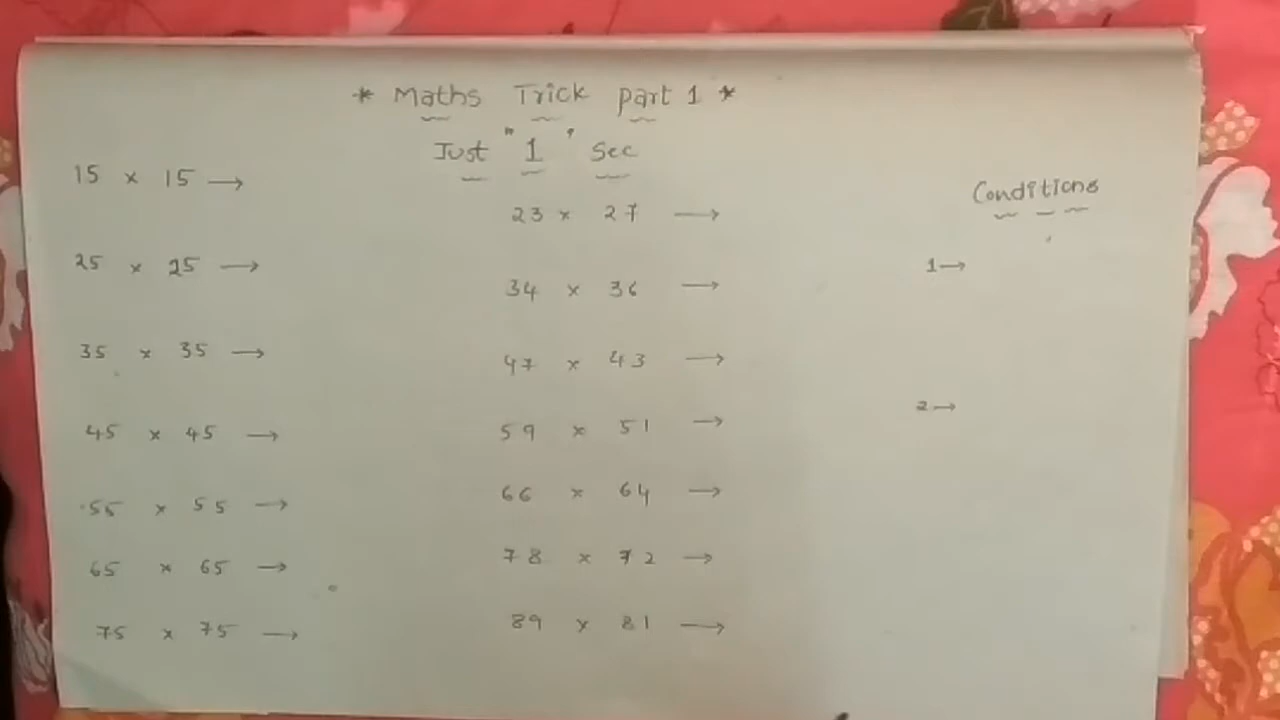 * Maths Trick part 1 *
Just "1" Sec
15 x 15 →
25 x 25 →
35 x 35 →
45 x 45 →
55 x 55 →
65 x 65 →
75 x 75 →
23 x 27 →
34 x 36 →
47 x 43 →
59 x 51 →
66 x 64 →
78 x 72 →
89 x 81 →
Conditions
1→
2→